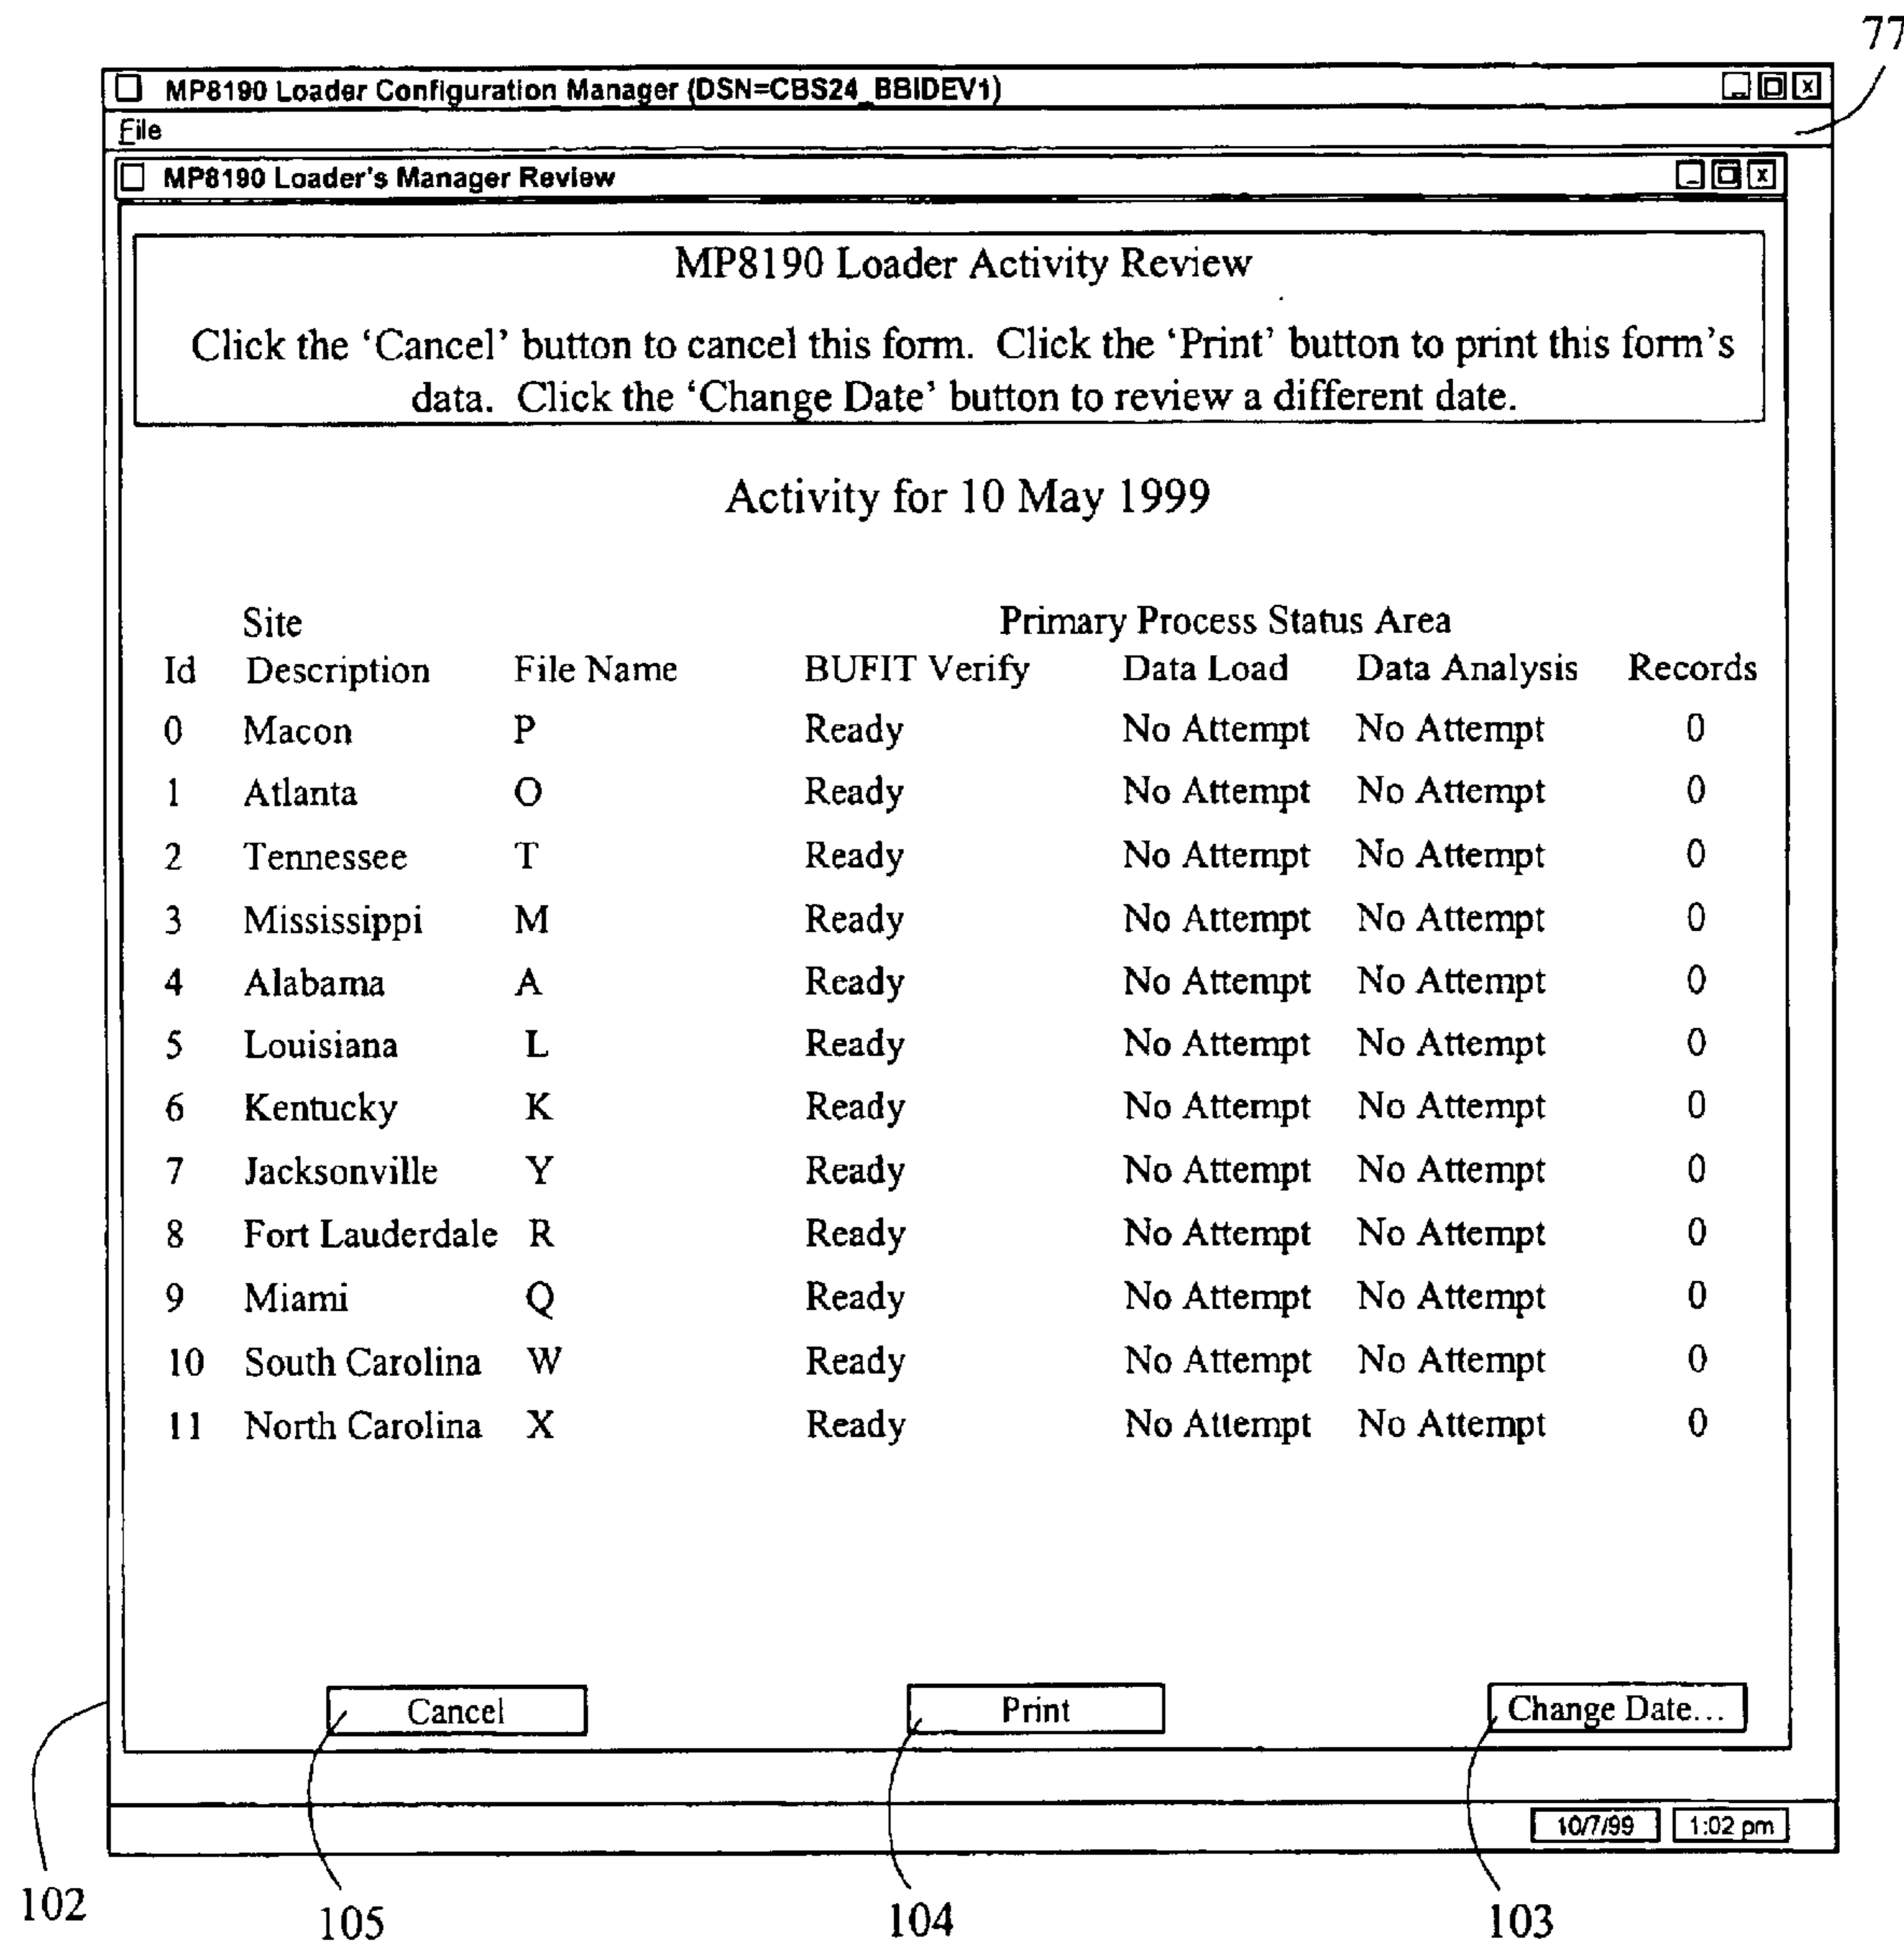 77
MP8190 Loader Configuration Manager (DSN=CBS24_BBIDEV1)
File
MP8190 Loader's Manager Review
MP8190 Loader Activity Review
Click the ‘Cancel’ button to cancel this form. Click the ‘Print’ button to print this form’s
data. Click the ‘Change Date’ button to review a different date.
Activity for 10 May 1999
Site Primary Process Status Area
Id Description File Name BUFIT Verify Data Load Data Analysis Records
0 Macon P Ready No Attempt No Attempt 0
1 Atlanta O Ready No Attempt No Attempt 0
2 Tennessee T Ready No Attempt No Attempt 0
3 Mississippi M Ready No Attempt No Attempt 0
4 Alabama A Ready No Attempt No Attempt 0
5 Louisiana L Ready No Attempt No Attempt 0
6 Kentucky K Ready No Attempt No Attempt 0
7 Jacksonville Y Ready No Attempt No Attempt 0
8 Fort Lauderdale R Ready No Attempt No Attempt 0
9 Miami Q Ready No Attempt No Attempt 0
10 South Carolina W Ready No Attempt No Attempt 0
11 North Carolina X Ready No Attempt No Attempt 0
Cancel Print Change Date...
10/7/99 1:02 pm
102 105 104 103